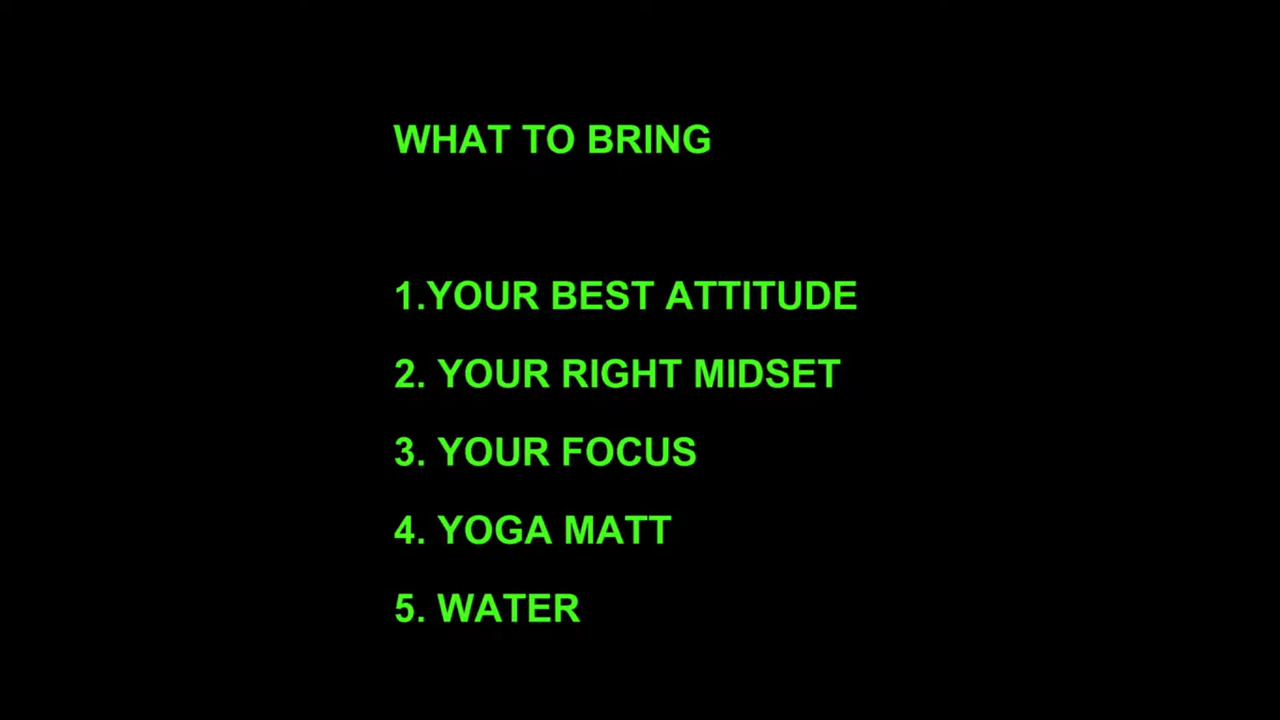 WHAT TO BRING
1.YOUR BEST ATTITUDE
2. YOUR RIGHT MIDSET
3. YOUR FOCUS
4. YOGA MATT
5. WATER